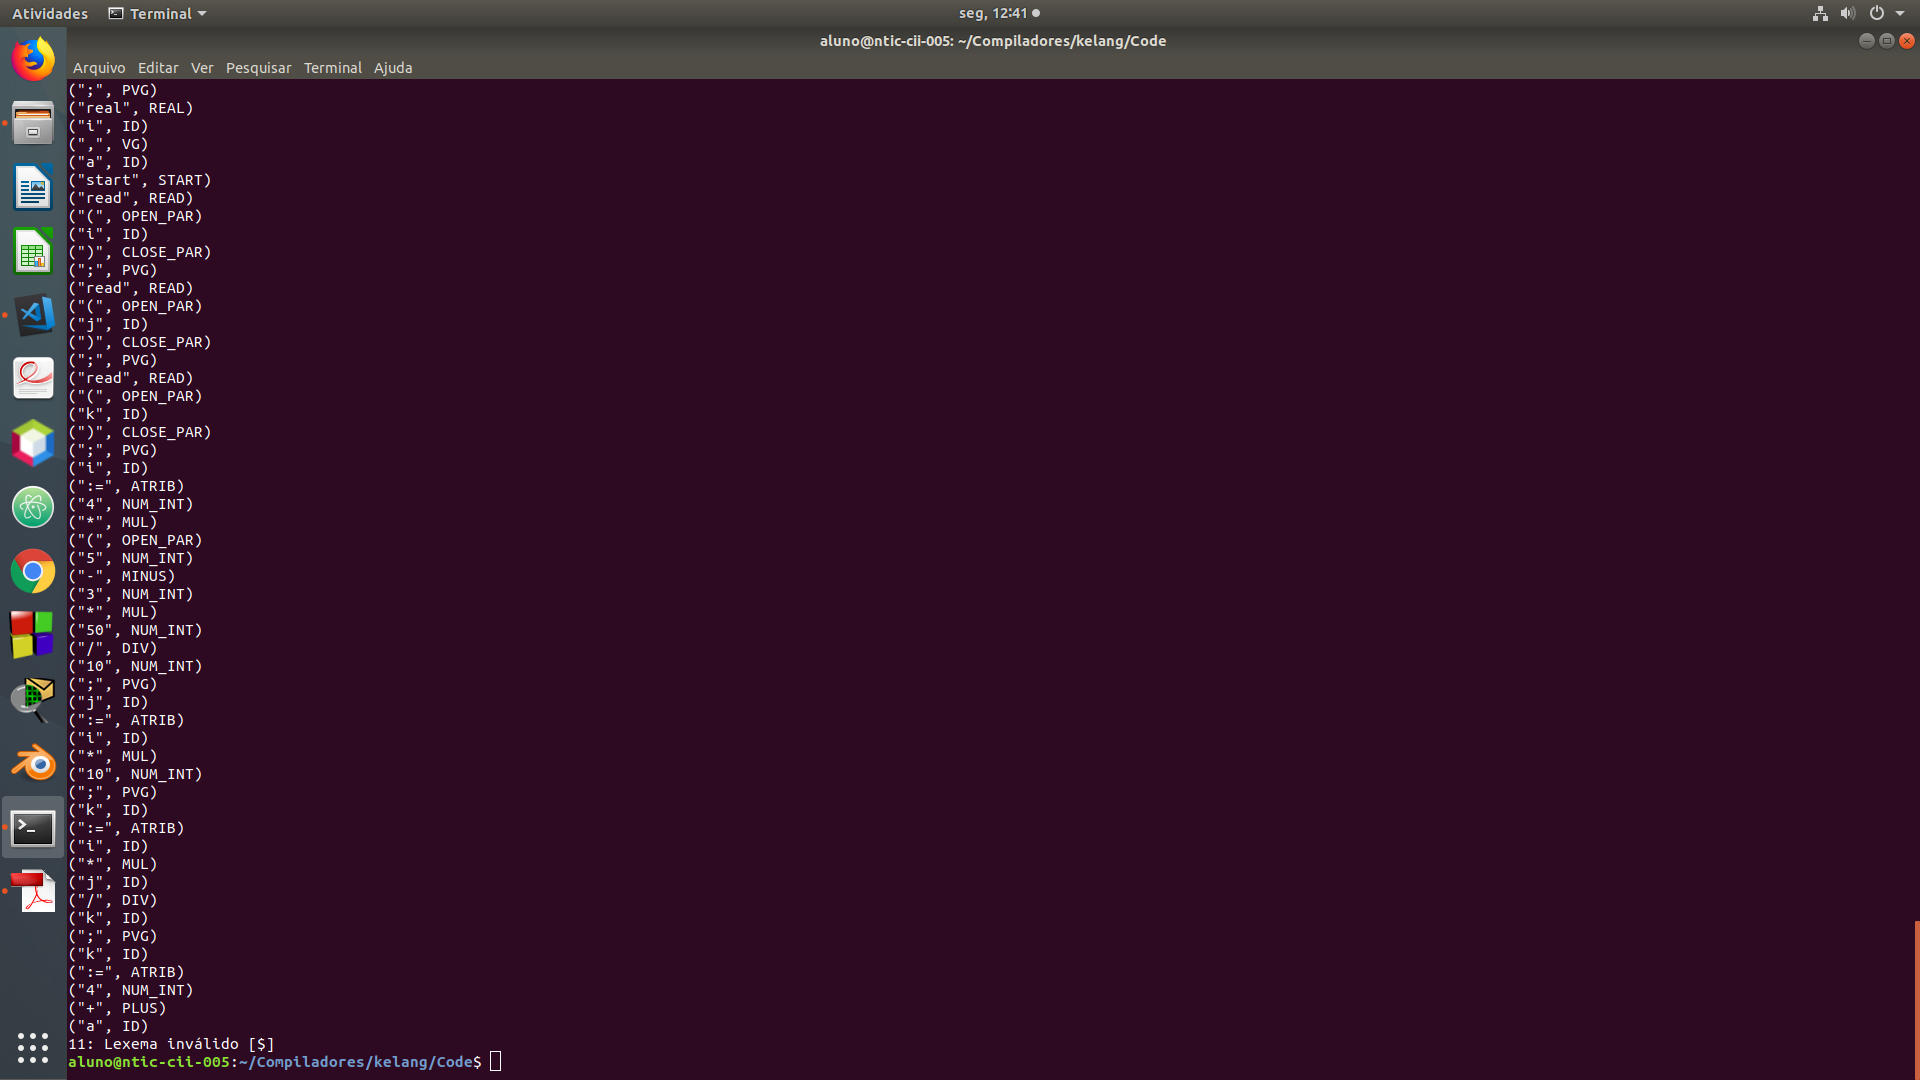 Atividades
Terminal
seg, 12:41
aluno@ntic-cii-005: ~/Compiladores/kelang/Code
Arquivo Editar Ver Pesquisar Terminal Ajuda
(";", PVG)
("real", REAL)
("i", ID)
(",", VG)
("a", ID)
("start", START)
("read", READ)
("(", OPEN_PAR)
("i", ID)
(")", CLOSE_PAR)
(";", PVG)
("read", READ)
("(", OPEN_PAR)
("j", ID)
(")", CLOSE_PAR)
(";", PVG)
("read", READ)
("(", OPEN_PAR)
("k", ID)
(")", CLOSE_PAR)
(";", PVG)
("i", ID)
(":=", ATRIB)
("4", NUM_INT)
("*", MUL)
("(", OPEN_PAR)
("5", NUM_INT)
("-", MINUS)
("3", NUM_INT)
("*", MUL)
("50", NUM_INT)
("/", DIV)
("10", NUM_INT)
(";", PVG)
("j", ID)
(":=", ATRIB)
("i", ID)
("*", MUL)
("10", NUM_INT)
(";", PVG)
("k", ID)
(":=", ATRIB)
("i", ID)
("*", MUL)
("j", ID)
("/", DIV)
("k", ID)
(";", PVG)
("k", ID)
(":=", ATRIB)
("4", NUM_INT)
("+", PLUS)
("a", ID)
11: Lexema inválido [$]
aluno@ntic-cii-005:~/Compiladores/kelang/Code$